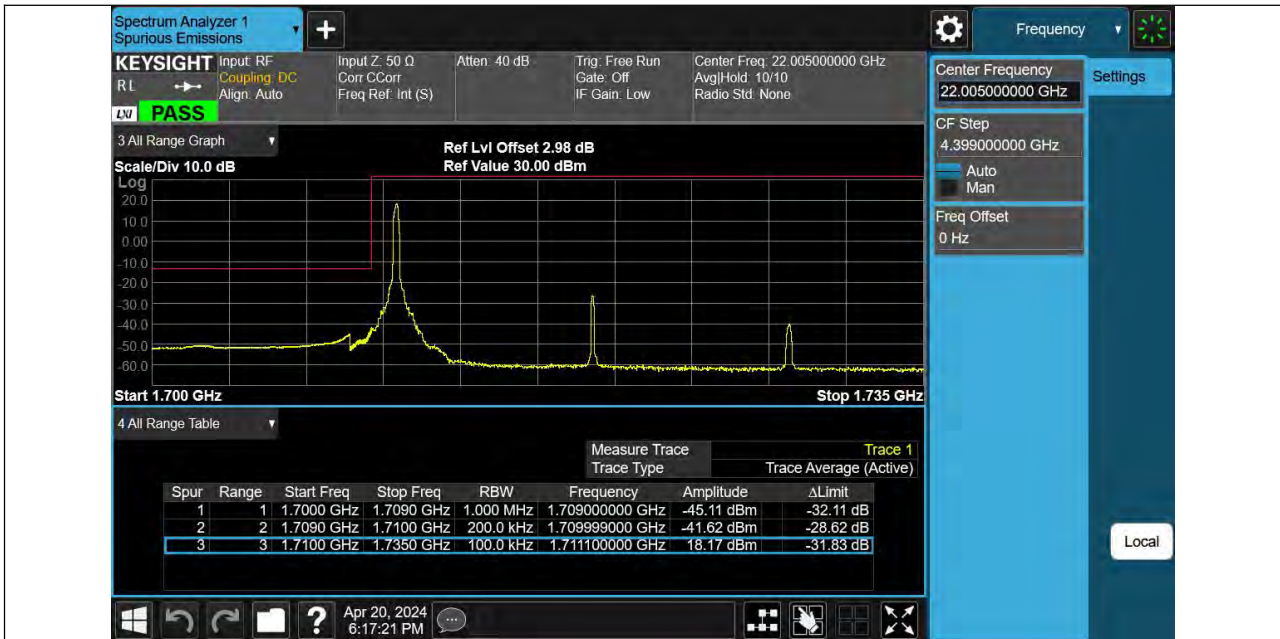 Spectrum Analyzer 1
Spurious Emissions
Frequency
KEYSIGHT
RL
LXI PASS
Input: RF
Coupling: DC
Align: Auto
Input Z: 50 Ω
Corr CCorr
Freq Ref: Int (S)
Atten: 40 dB
Trig: Free Run
Gate: Off
IF Gain: Low
Center Freq: 22.005000000 GHz
Avg|Hold: 10/10
Radio Std: None
Center Frequency
22.005000000 GHz
Settings
CF Step
4.399000000 GHz
Auto
Man
Freq Offset
0 Hz
3 All Range Graph
Scale/Div 10.0 dB
Ref Lvl Offset 2.98 dB
Ref Value 30.00 dBm
Log
20.0
10.0
0.00
-10.0
-20.0
-30.0
-40.0
-50.0
-60.0
Start 1.700 GHz Stop 1.735 GHz
4 All Range Table
Measure Trace Trace 1
Trace Type Trace Average (Active)
Spur Range Start Freq Stop Freq RBW Frequency Amplitude ΔLimit
1 1 1.7000 GHz 1.7090 GHz 1.000 MHz 1.709000000 GHz -45.11 dBm -32.11 dB
2 2 1.7090 GHz 1.7100 GHz 200.0 kHz 1.709999000 GHz -41.62 dBm -28.62 dB
3 3 1.7100 GHz 1.7350 GHz 100.0 kHz 1.711100000 GHz 18.17 dBm -31.83 dB
Local
Apr 20, 2024
6:17:21 PM